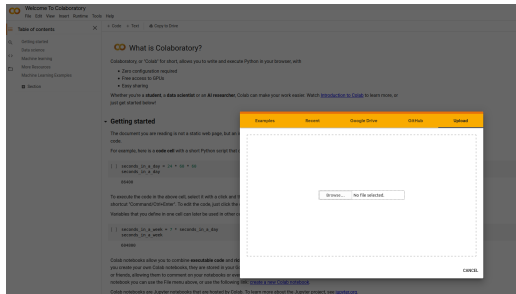 Welcome To Colaboratory
File Edit View Insert Runtime Tools Help
Table of contents
+ Code + Text Copy to Drive
Getting started
Data science
Machine learning
More Resources
Machine Learning Examples
Section
What is Colaboratory?
Colaboratory, or "Colab" for short, allows you to write and execute Python in your browser, with
Zero configuration required
Free access to GPUs
Easy sharing
Whether you're a student, a data scientist or an AI researcher, Colab can make your work easier. Watch Introduction to Colab to learn more, or
just get started below!
Getting started
The document you are reading is not a static web page, but an
code.
For example, here is a code cell with a short Python script that
[ ] seconds_in_a_day = 24 * 60 * 60
seconds_in_a_day
86400
To execute the code in the above cell, select it with a click and
shortcut "Command/Ctrl+Enter". To edit the code, just click the
Variables that you define in one cell can later be used in other
[ ] seconds_in_a_week = 7 * seconds_in_a_day
seconds_in_a_week
604800
Colab notebooks allow you to combine executable code and
you create your own Colab notebooks, they are stored in your
or friends, allowing them to comment on your notebooks or
notebook you can use the File menu above, or use the following link: create a new Colab notebook.
Colab notebooks are Jupyter notebooks that are hosted by Colab. To learn more about the Jupyter project, see jupyter.org.
Examples Recent Google Drive GitHub Upload
Browse... No file selected.
CANCEL